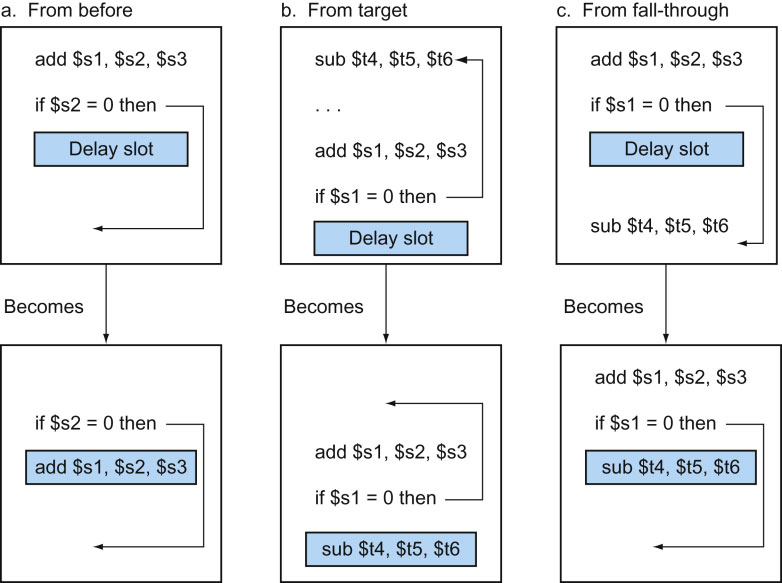 a. From before
add $s1, $s2, $s3
if $s2 = 0 then
Delay slot
Becomes
if $s2 = 0 then
add $s1, $s2, $s3
b. From target
sub $t4, $t5, $t6
. . .
add $s1, $s2, $s3
if $s1 = 0 then
Delay slot
Becomes
add $s1, $s2, $s3
if $s1 = 0 then
sub $t4, $t5, $t6
c. From fall-through
add $s1, $s2, $s3
if $s1 = 0 then
Delay slot
sub $t4, $t5, $t6
Becomes
add $s1, $s2, $s3
if $s1 = 0 then
sub $t4, $t5, $t6